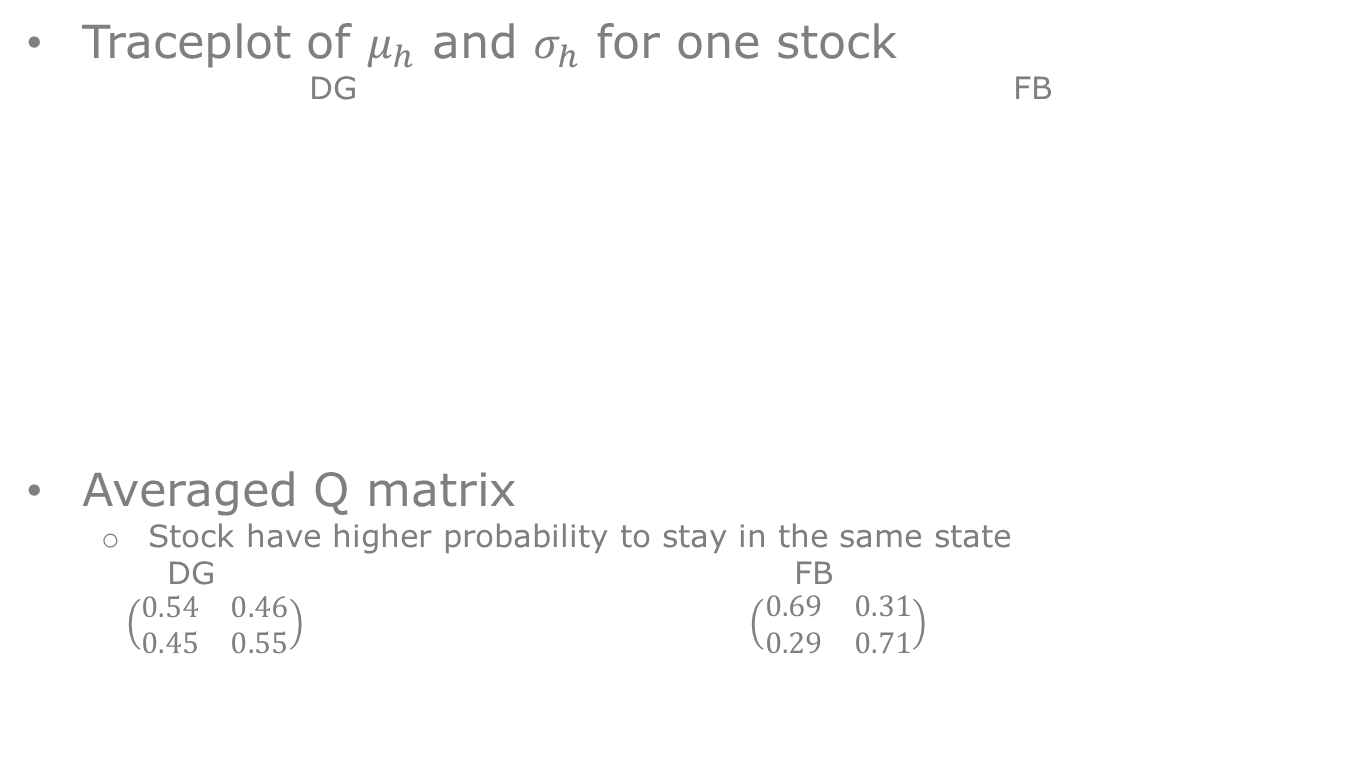 • Traceplot of μₕ and σₕ for one stock
DG FB
• Averaged Q matrix
○ Stock have higher probability to stay in the same state
DG FB
(0.54 0.46) (0.69 0.31)
(0.45 0.55) (0.29 0.71)